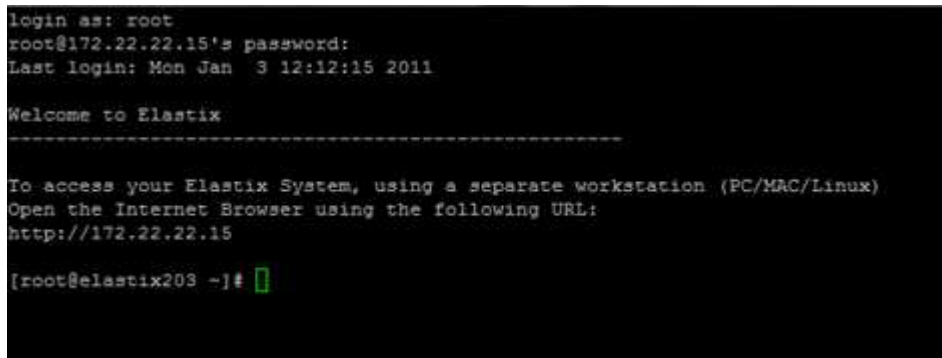 login as: root
root@172.22.22.15's password:
Last login: Mon Jan  3 12:12:15 2011
Welcome to Elastix
----------------------------------------------------
To access your Elastix System, using a separate workstation (PC/MAC/Linux)
Open the Internet Browser using the following URL:
http://172.22.22.15
[root@elastix203 ~]#